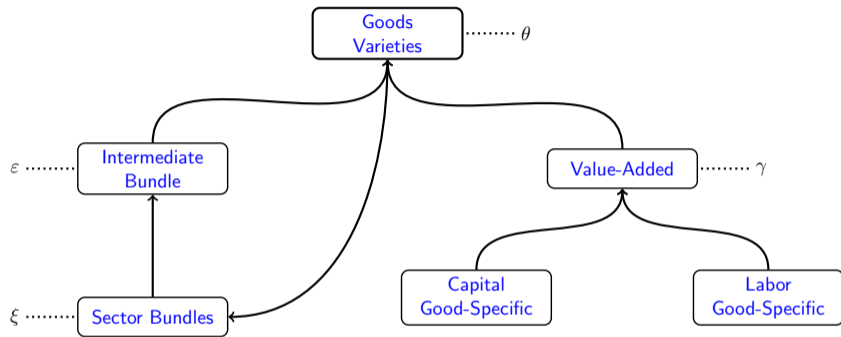 Goods
Varieties
θ
ε
Intermediate
Bundle
Value-Added
γ
Capital
Good-Specific
Labor
Good-Specific
ξ
Sector Bundles